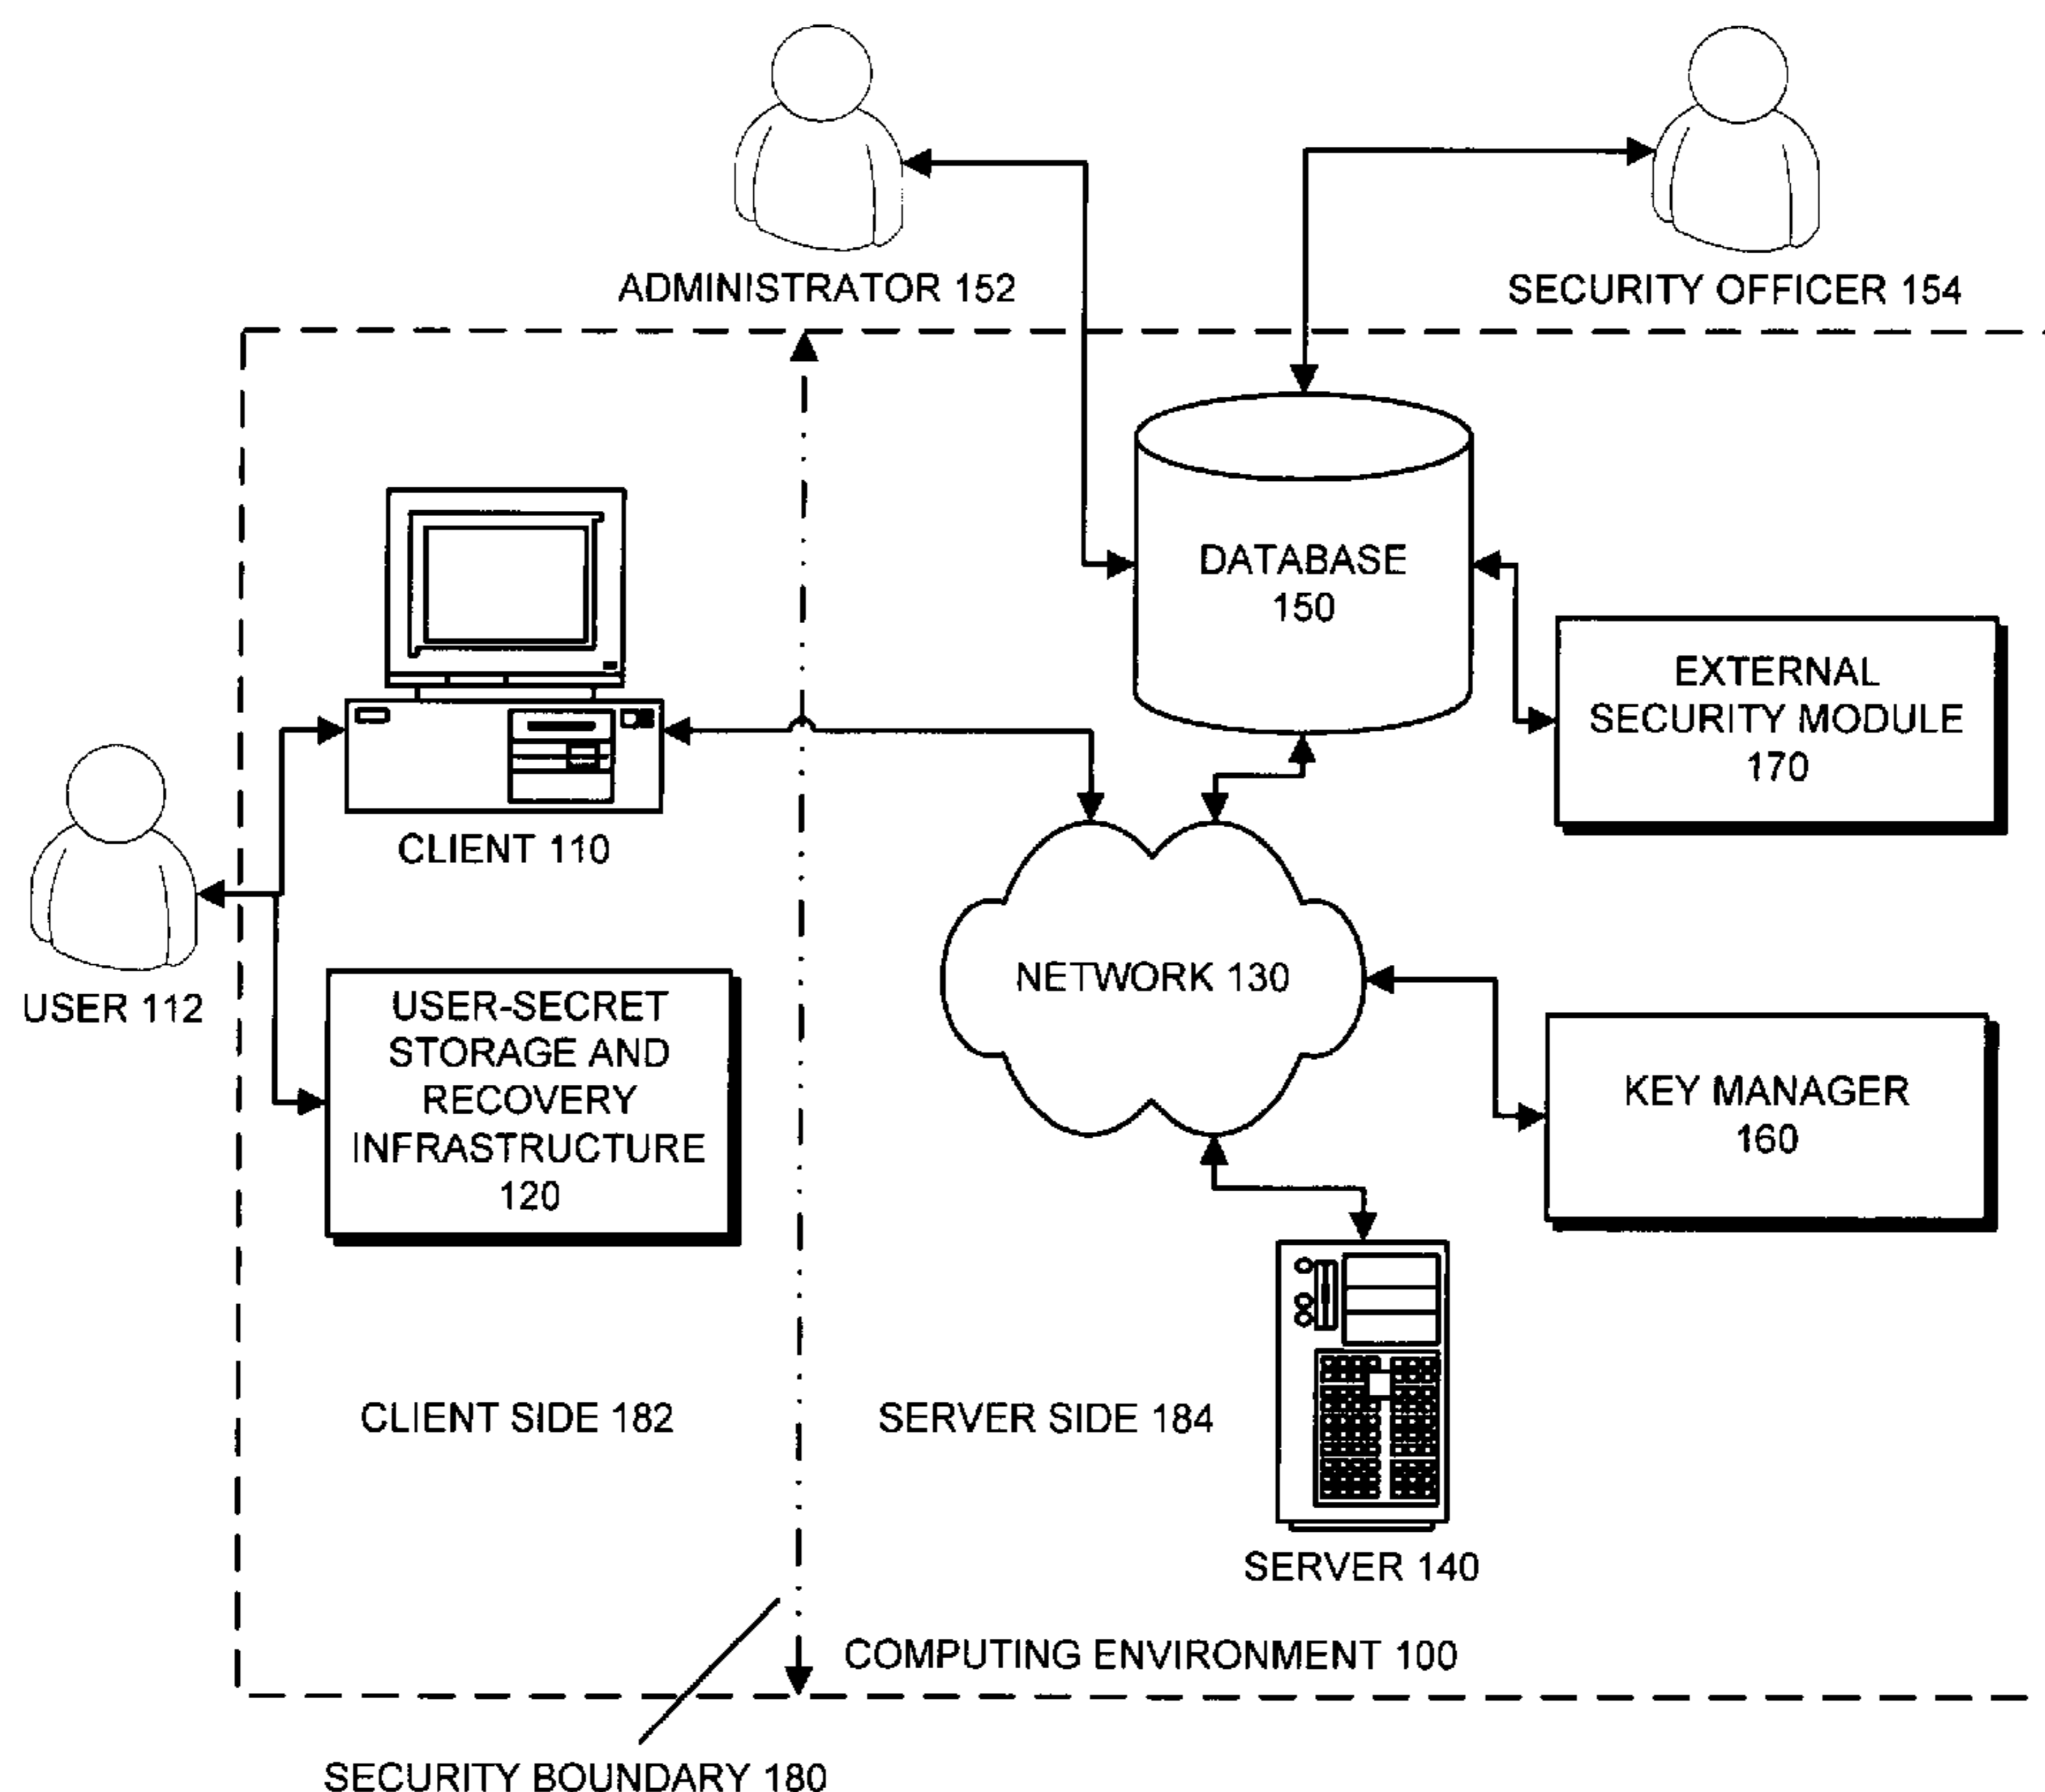 ADMINISTRATOR 152
SECURITY OFFICER 154
DATABASE
150
EXTERNAL
SECURITY MODULE
170
CLIENT 110
USER 112
NETWORK 130
USER-SECRET
STORAGE AND
RECOVERY
INFRASTRUCTURE
120
KEY MANAGER
160
CLIENT SIDE 182
SERVER SIDE 184
SERVER 140
COMPUTING ENVIRONMENT 100
SECURITY BOUNDARY 180